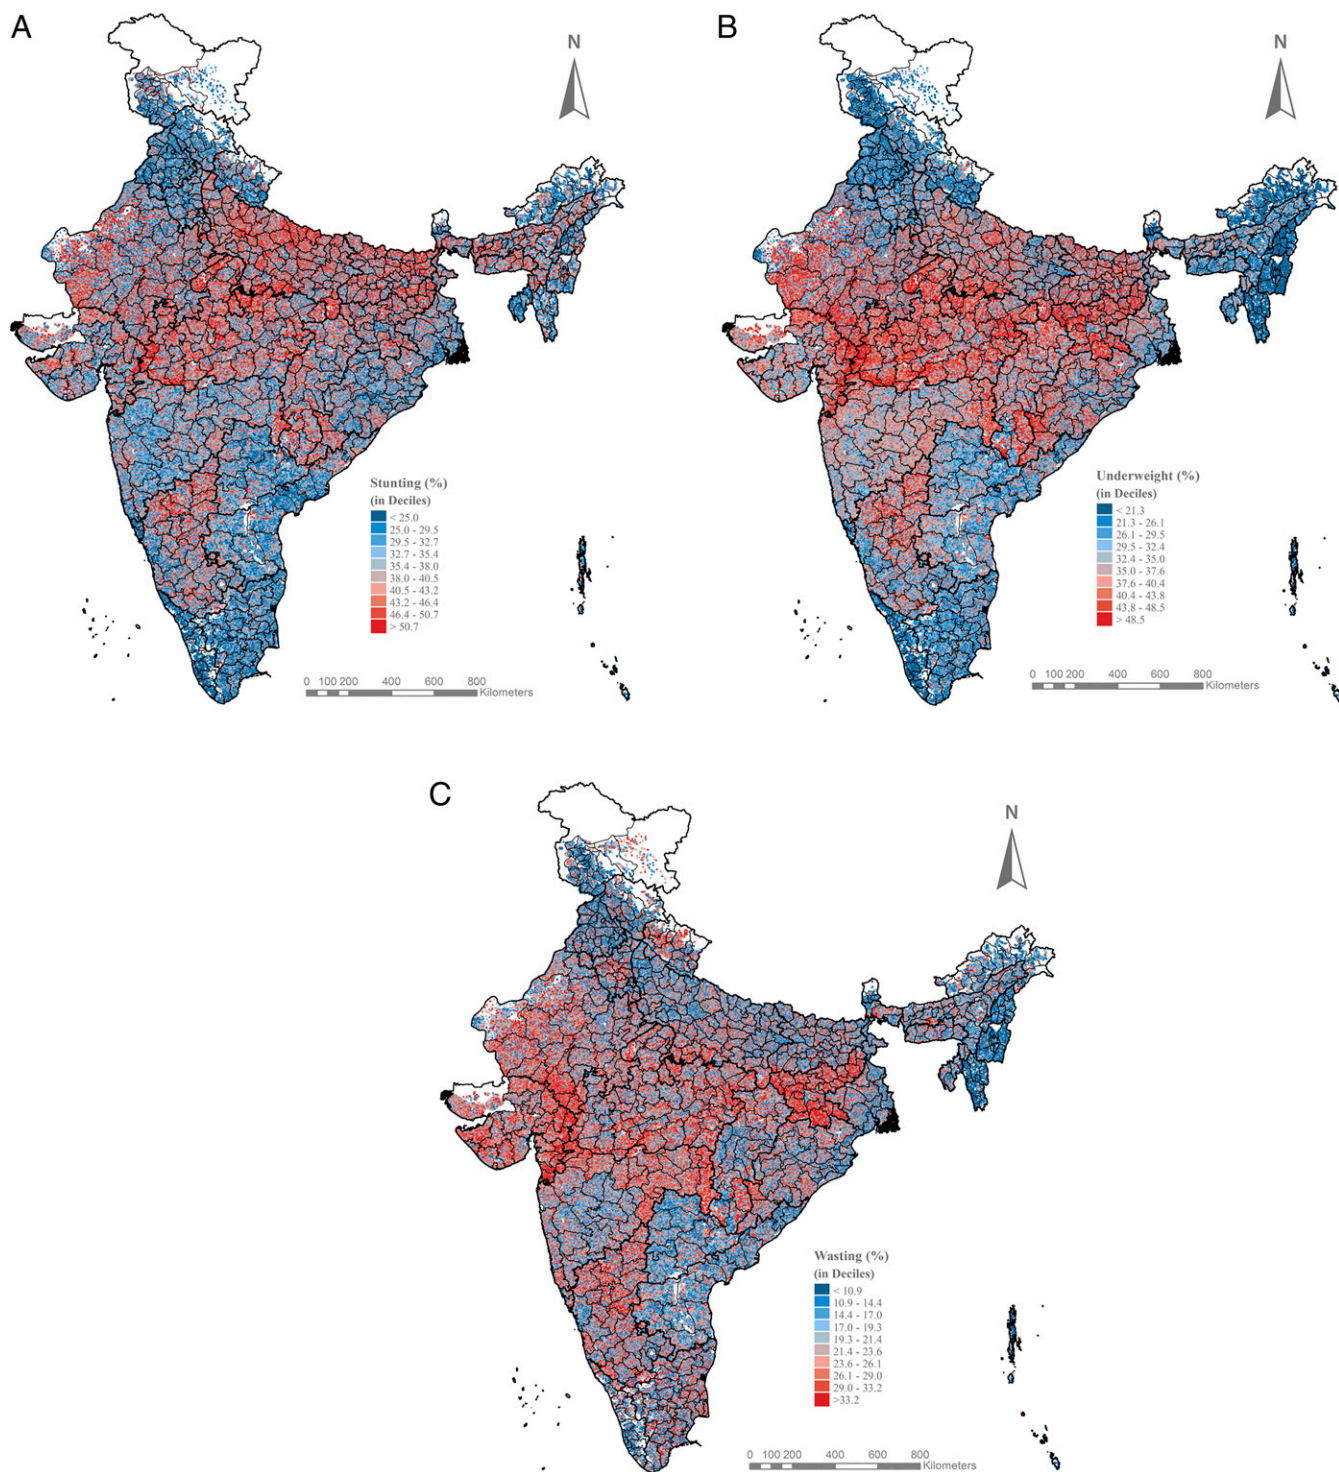 A
N
Stunting (%)
(in Deciles)
< 25.0
25.0 - 29.5
29.5 - 32.7
32.7 - 35.4
35.4 - 38.0
38.0 - 40.5
40.5 - 43.2
43.2 - 46.4
46.4 - 50.7
> 50.7
0 100 200 400 600 800
Kilometers
B
N
Underweight (%)
(in Deciles)
< 21.3
21.3 - 26.1
26.1 - 29.5
29.5 - 32.4
32.4 - 35.0
35.0 - 37.6
37.6 - 40.4
40.4 - 43.8
43.8 - 48.5
> 48.5
0 100 200 400 600 800
Kilometers
C
N
Wasting (%)
(in Deciles)
< 10.9
10.9 - 14.4
14.4 - 17.0
17.0 - 19.3
19.3 - 21.4
21.4 - 23.6
23.6 - 26.1
26.1 - 29.0
29.0 - 33.2
>33.2
0 100 200 400 600 800
Kilometers